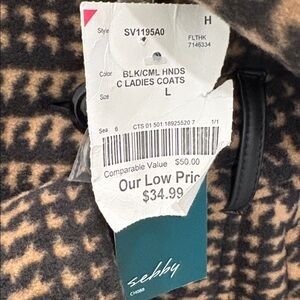 H
Style SV1195A0
FLTHK
7146334
Color BLK/CML HNDS
C LADIES COATS
Size L
Sea 6 CTS 01 501 18925520 7 1/1
Comparable Value $50.00
Our Low Pric
$34.99
sebby